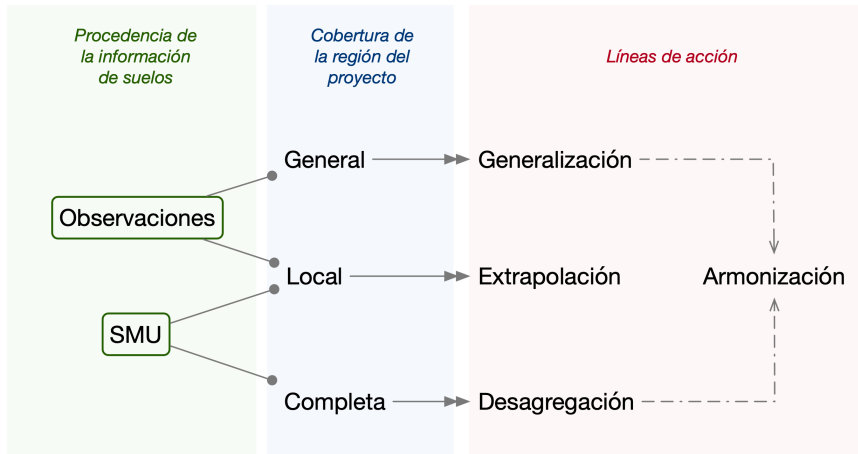 Procedencia de
la información
de suelos
Cobertura de
la región del
proyecto
Líneas de acción
General
Generalización
Observaciones
Local
Extrapolación
Armonización
SMU
Completa
Desagregación